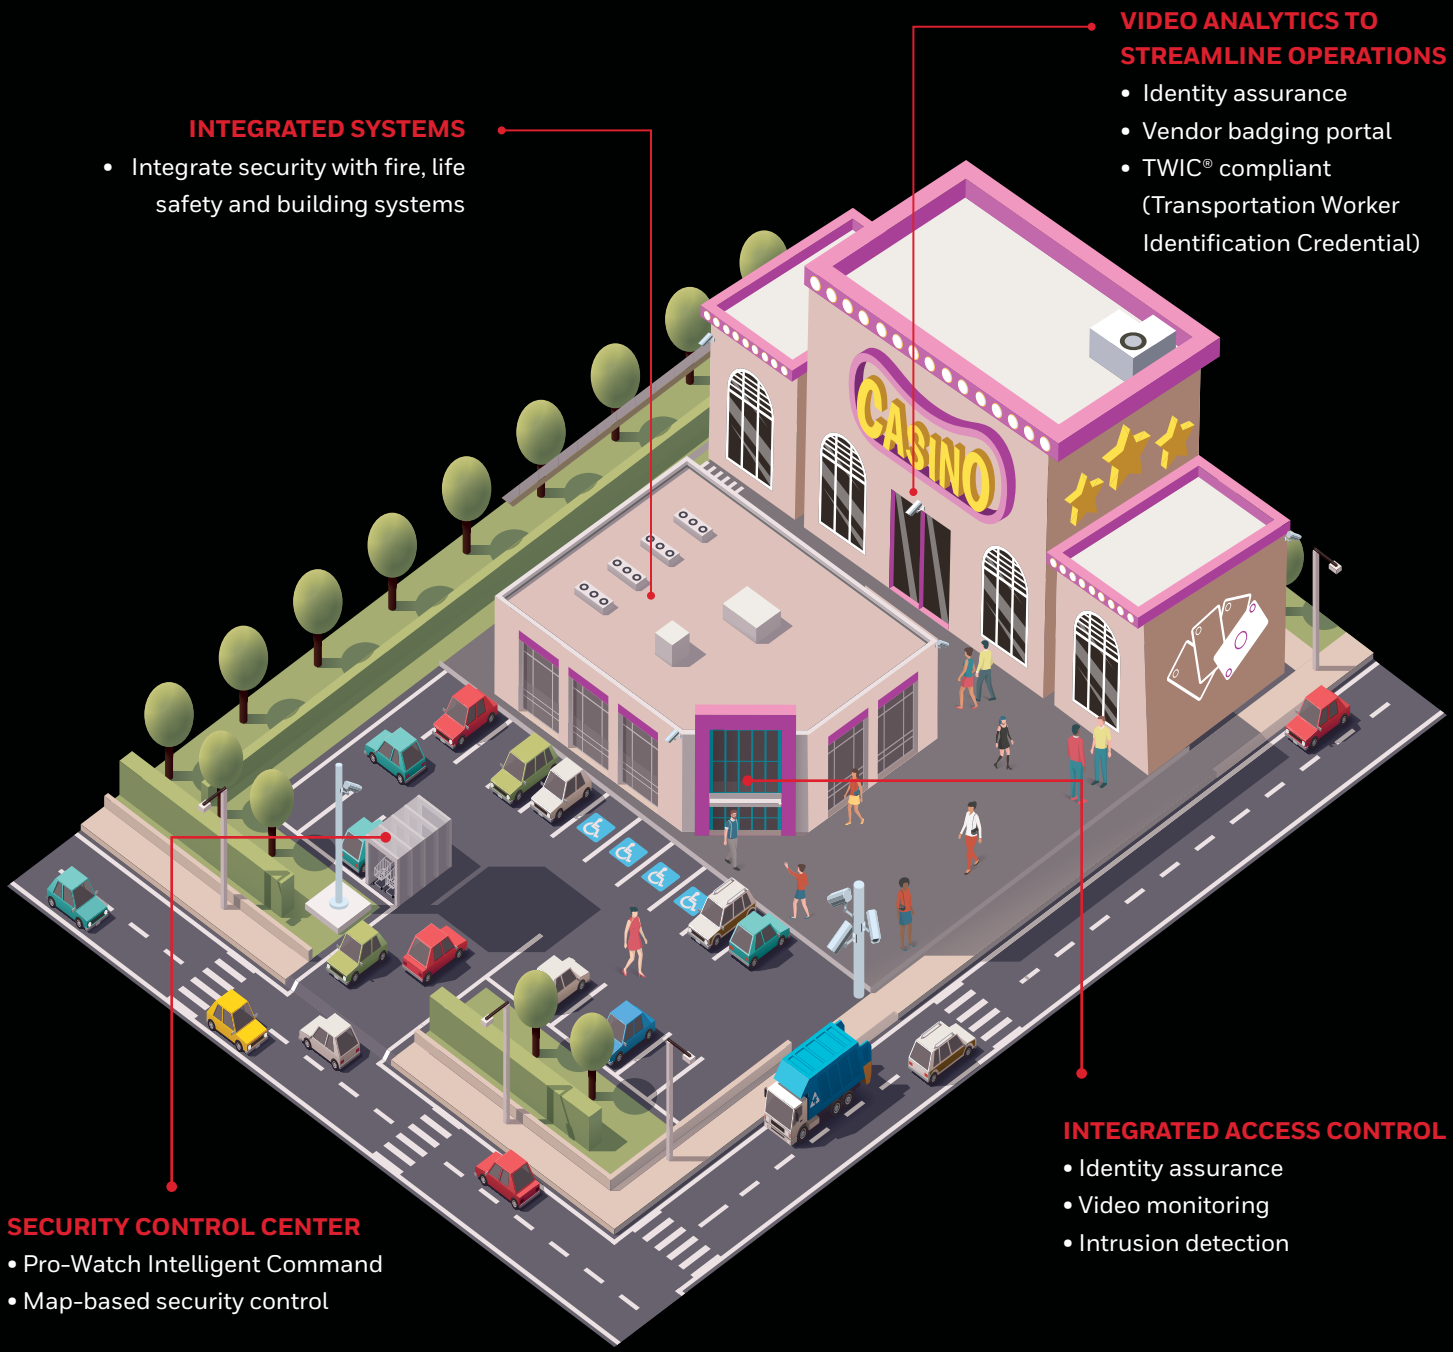 VIDEO ANALYTICS TO
STREAMLINE OPERATIONS
• Identity assurance
• Vendor badging portal
• TWIC® compliant
(Transportation Worker
Identification Credential)
INTEGRATED SYSTEMS
• Integrate security with fire, life
safety and building systems
CASINO
INTEGRATED ACCESS CONTROL
• Identity assurance
• Video monitoring
• Intrusion detection
SECURITY CONTROL CENTER
• Pro-Watch Intelligent Command
• Map-based security control